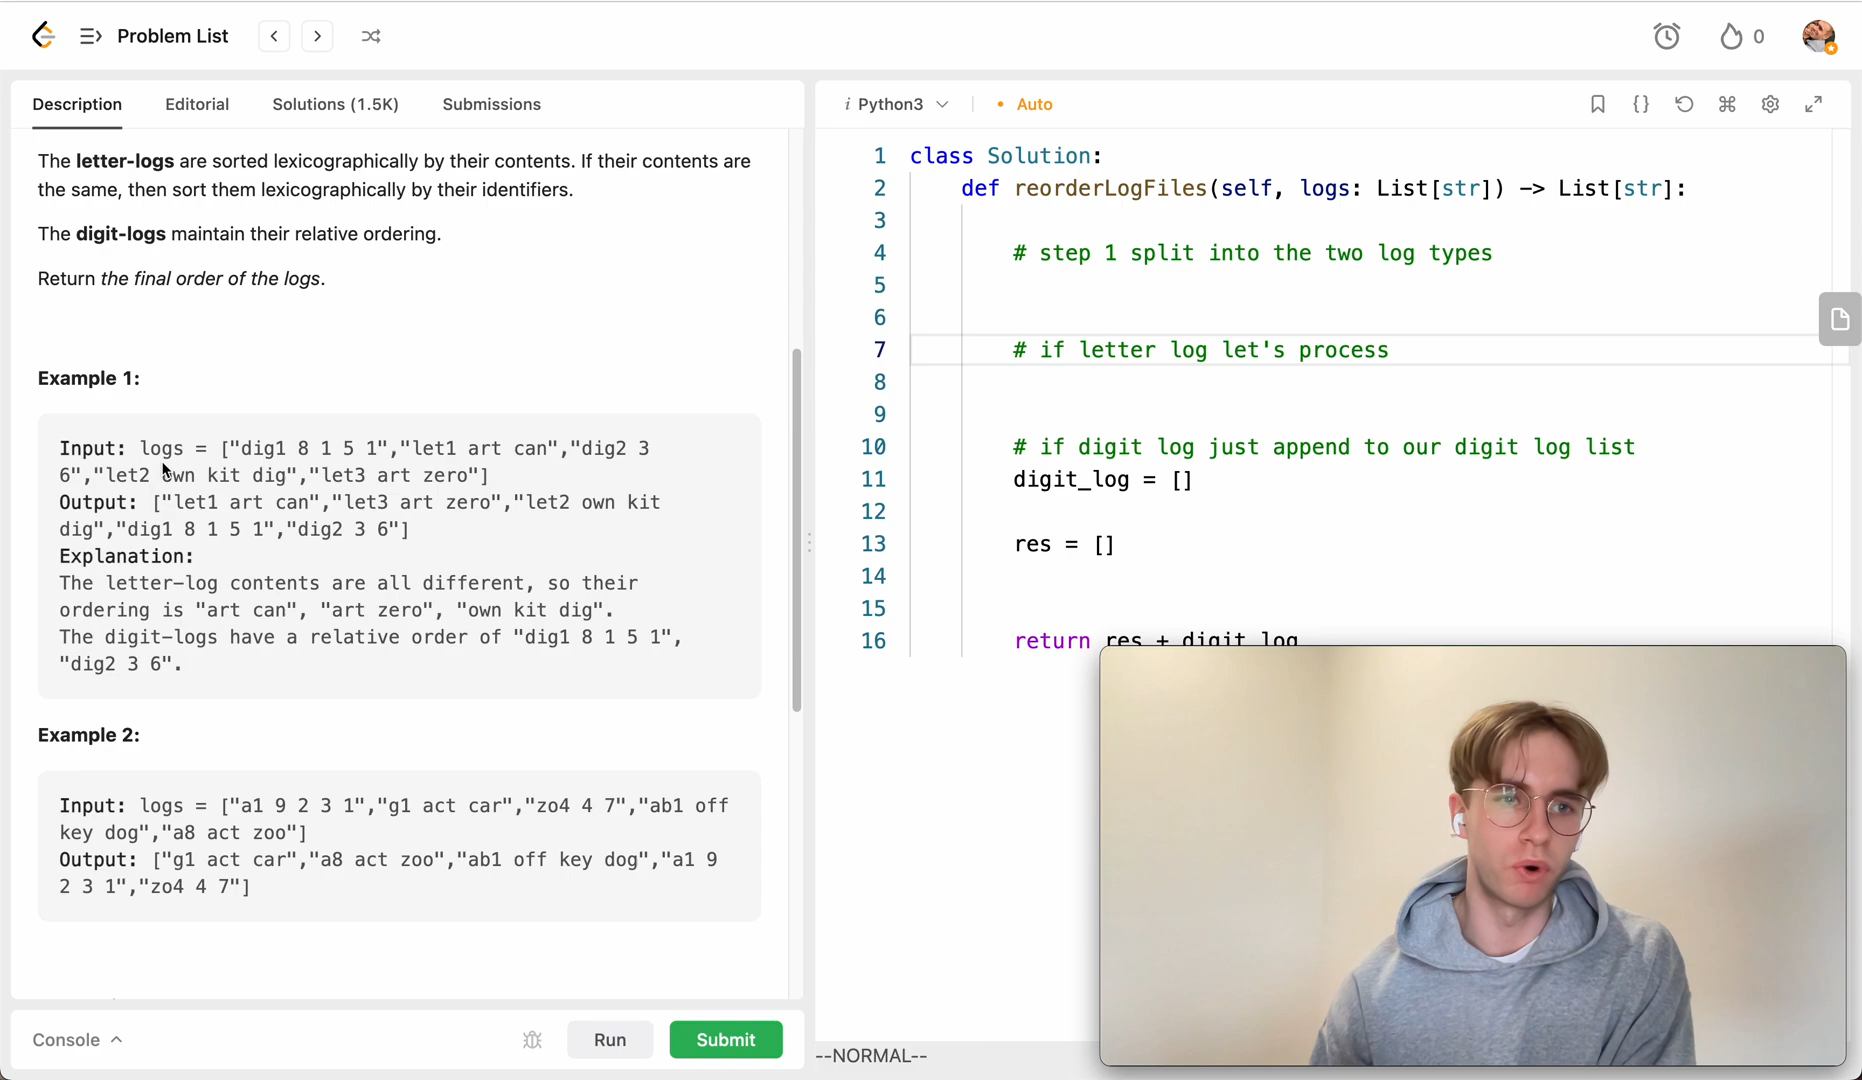 Problem List
0
Description Editorial Solutions (1.5K) Submissions
The letter-logs are sorted lexicographically by their contents. If their contents are
the same, then sort them lexicographically by their identifiers.
The digit-logs maintain their relative ordering.
Return the final order of the logs.
Example 1:
Input: logs = ["dig1 8 1 5 1","let1 art can","dig2 3
6","let2 own kit dig","let3 art zero"]
Output: ["let1 art can","let3 art zero","let2 own kit
dig","dig1 8 1 5 1","dig2 3 6"]
Explanation:
The letter-log contents are all different, so their
ordering is "art can", "art zero", "own kit dig".
The digit-logs have a relative order of "dig1 8 1 5 1",
"dig2 3 6".
Example 2:
Input: logs = ["a1 9 2 3 1","g1 act car","zo4 4 7","ab1 off
key dog","a8 act zoo"]
Output: ["g1 act car","a8 act zoo","ab1 off key dog","a1 9
2 3 1","zo4 4 7"]
Console Run Submit
i Python3 • Auto
1 class Solution:
2 def reorderLogFiles(self, logs: List[str]) -> List[str]:
3
4 # step 1 split into the two log types
5
6
7 # if letter log let's process
8
9
10 # if digit log just append to our digit log list
11 digit_log = []
12
13 res = []
14
15
16 return res + digit_log
--NORMAL--